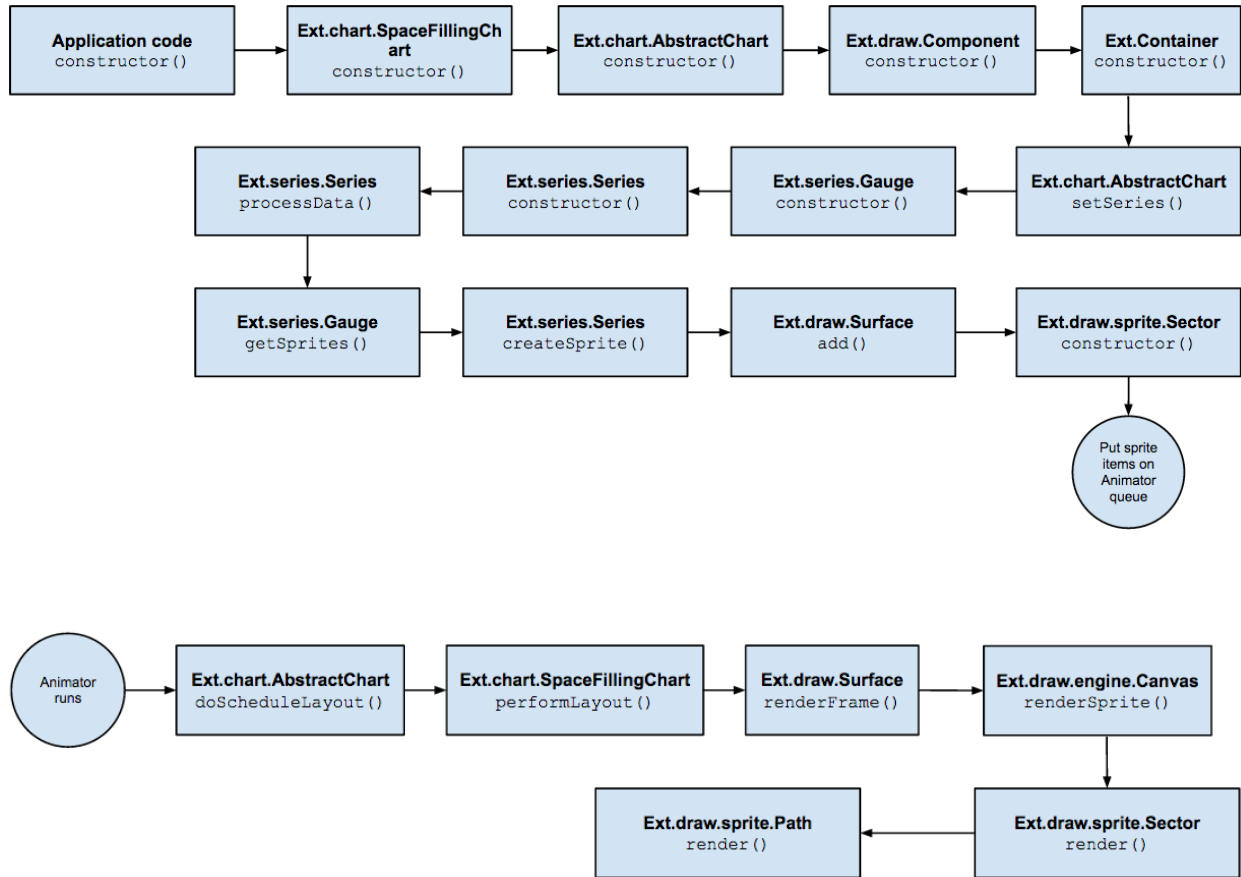 Application code
constructor()
Ext.chart.SpaceFillingCh
art
constructor()
Ext.chart.AbstractChart
constructor()
Ext.draw.Component
constructor()
Ext.Container
constructor()
Ext.chart.AbstractChart
setSeries()
Ext.series.Gauge
constructor()
Ext.series.Series
constructor()
Ext.series.Series
processData()
Ext.series.Gauge
getSprites()
Ext.series.Series
createSprite()
Ext.draw.Surface
add()
Ext.draw.sprite.Sector
constructor()
Put sprite
items on
Animator
queue
Animator
runs
Ext.chart.AbstractChart
doScheduleLayout()
Ext.chart.SpaceFillingChart
performLayout()
Ext.draw.Surface
renderFrame()
Ext.draw.engine.Canvas
renderSprite()
Ext.draw.sprite.Sector
render()
Ext.draw.sprite.Path
render()